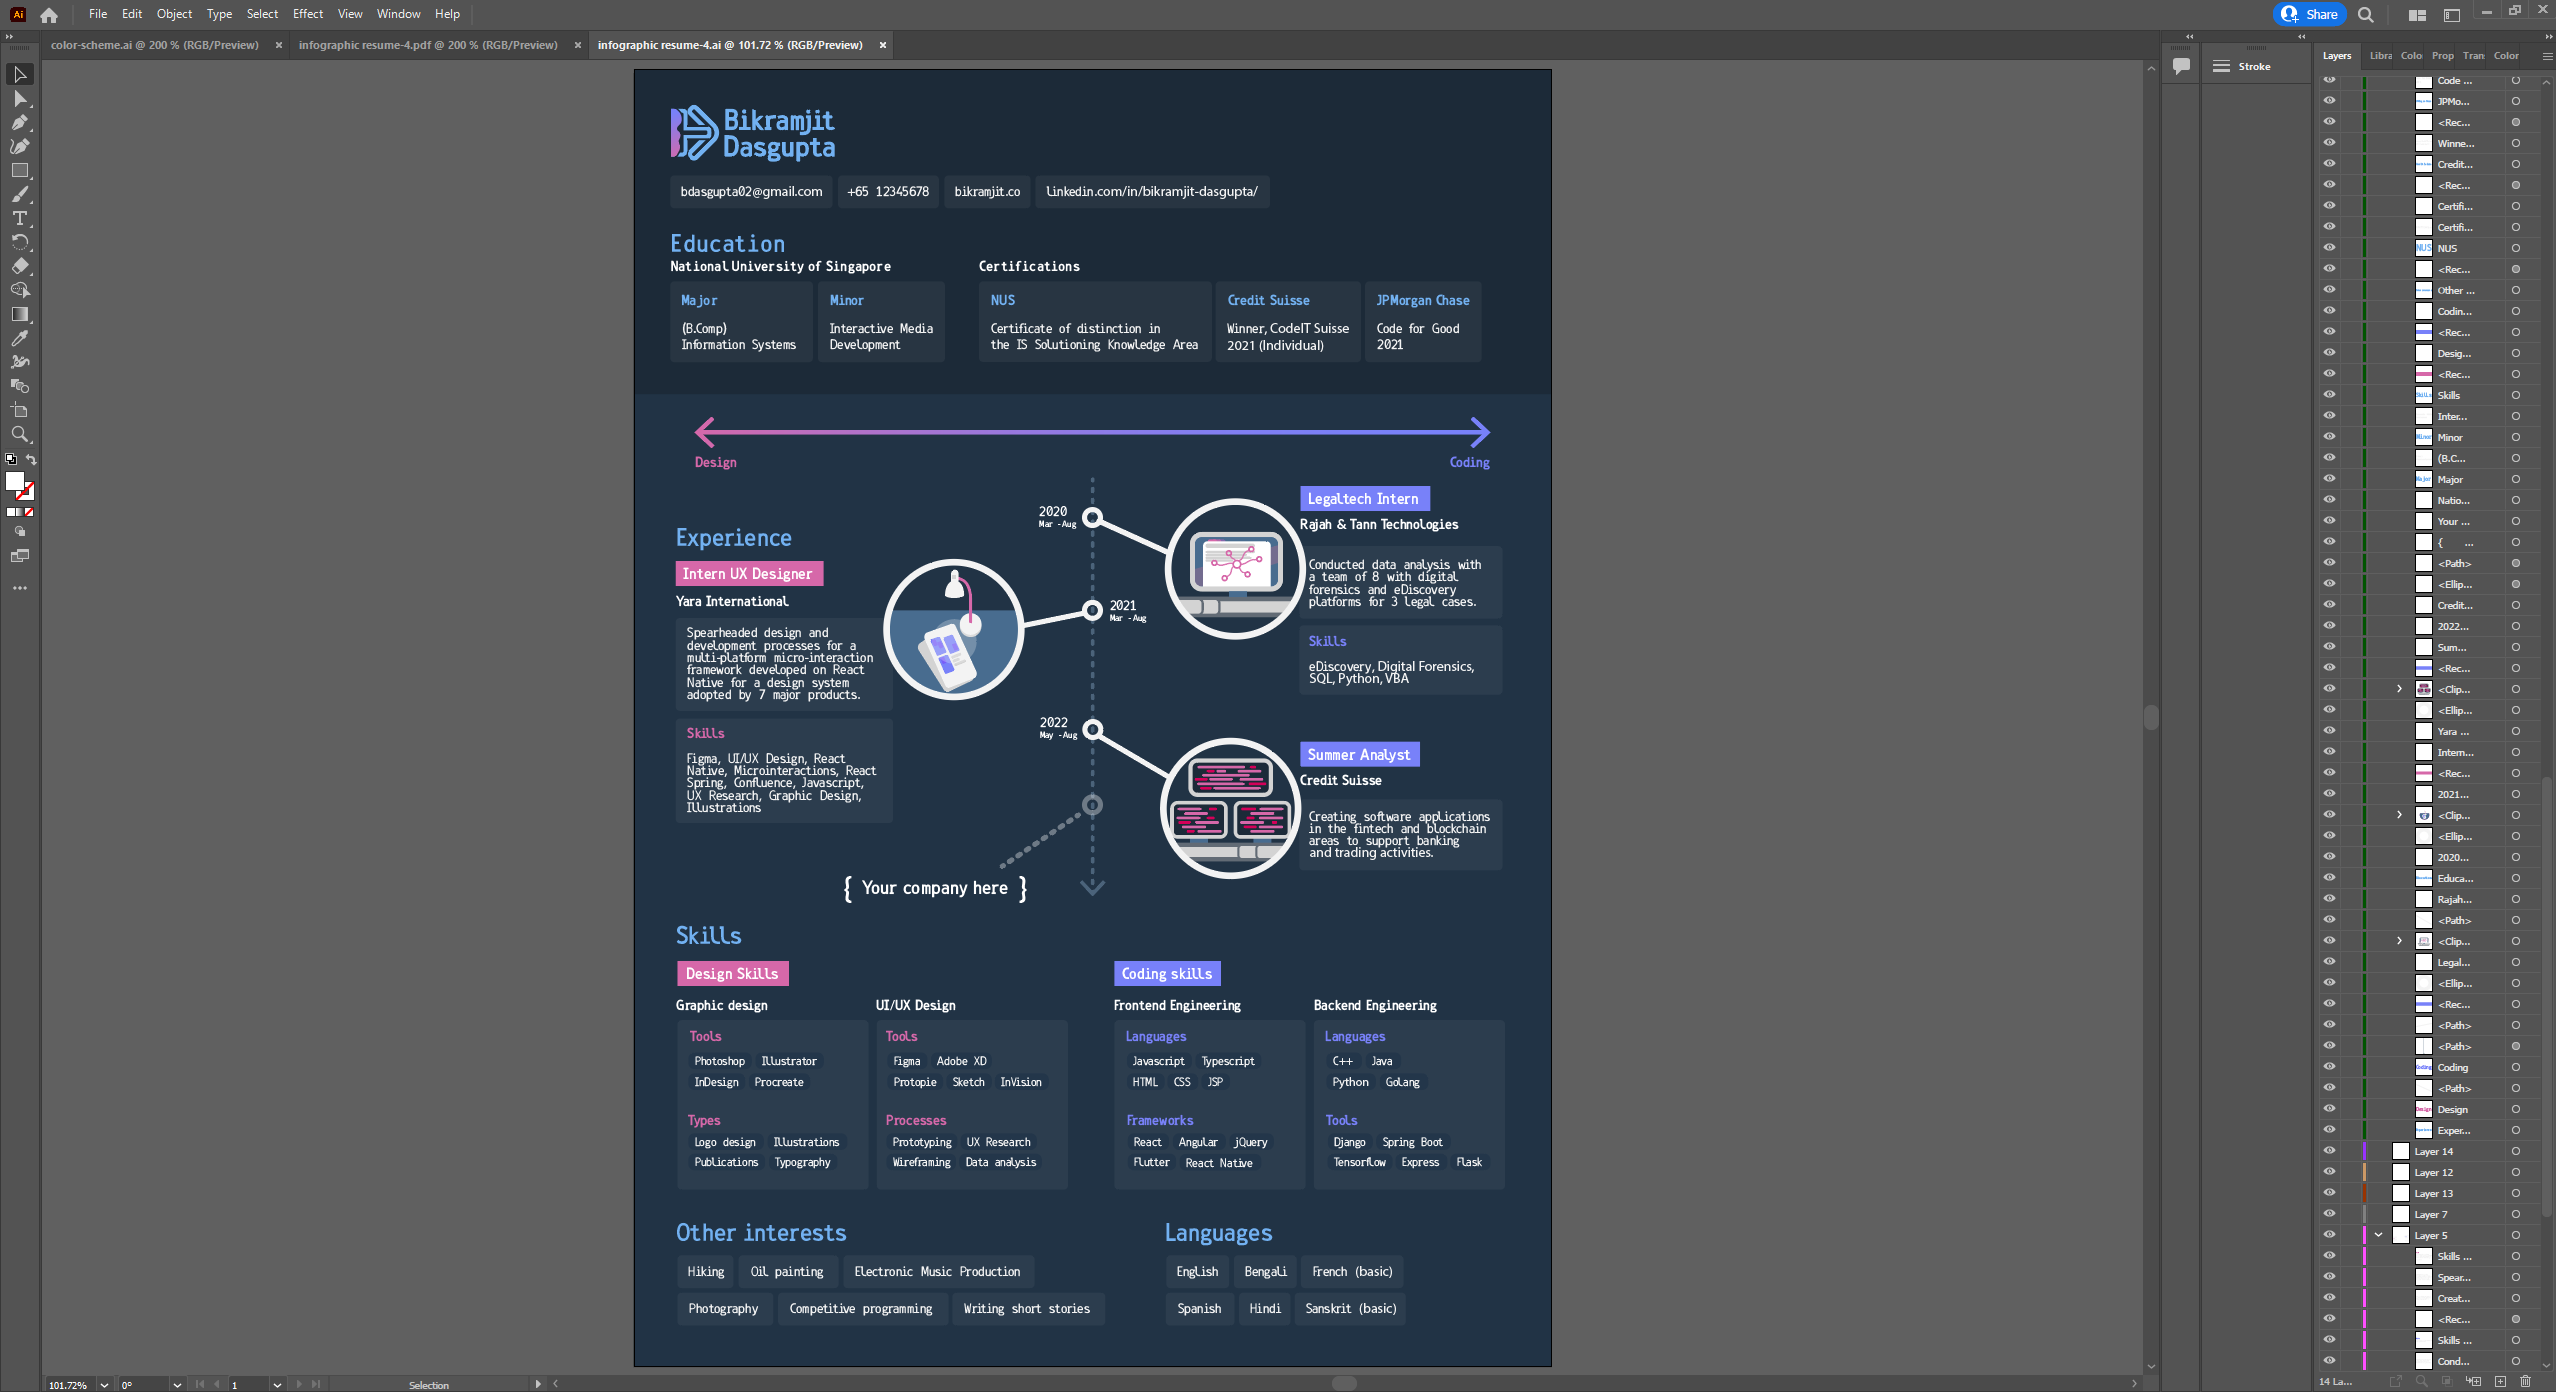 Ai File Edit Object Type Select Effect View Window Help Share
color-scheme.ai @ 200 % (RGB/Preview) × infographic resume-4.pdf @ 200 % (RGB/Preview) × infographic resume-4.ai @ 101.72 % (RGB/Preview) ×
Bikramjit
Dasgupta
bdasgupta02@gmail.com +65 12345678 bikramjit.co linkedin.com/in/bikramjit-dasgupta/
Education
National University of Singapore
Major
(B.Comp)
Information Systems
Minor
Interactive Media
Development
Certifications
NUS
Certificate of distinction in
the IS Solutioning Knowledge Area
Credit Suisse
Winner, CodeIT Suisse
2021 (Individual)
JPMorgan Chase
Code for Good
2021
Design Coding
Experience
2020
Mar - Aug
Legaltech Intern
Rajah & Tann Technologies
Conducted data analysis with
a team of 8 with digital
forensics and eDiscovery
platforms for 3 legal cases.
Skills
eDiscovery, Digital Forensics,
SQL, Python, VBA
Intern UX Designer
Yara International
2021
Mar - Aug
Spearheaded design and
development processes for a
multi-platform micro-interaction
framework developed on React
Native for a design system
adopted by 7 major products.
Skills
Figma, UI/UX Design, React
Native, Microinteractions, React
Spring, Confluence, Javascript,
UX Research, Graphic Design,
Illustrations
2022
May - Aug
Summer Analyst
Credit Suisse
Creating software applications
in the fintech and blockchain
areas to support banking
and trading activities.
{ Your company here }
Skills
Design Skills
Graphic design
Tools
Photoshop Illustrator
InDesign Procreate
Types
Logo design Illustrations
Publications Typography
UI/UX Design
Tools
Figma Adobe XD
Protopie Sketch InVision
Processes
Prototyping UX Research
Wireframing Data analysis
Coding skills
Frontend Engineering
Languages
Javascript Typescript
HTML CSS JSP
Frameworks
React Angular jQuery
Flutter React Native
Backend Engineering
Languages
C++ Java
Python Golang
Tools
Django Spring Boot
Tensorflow Express Flask
Other interests
Hiking Oil painting Electronic Music Production
Photography Competitive programming Writing short stories
Languages
English Bengali French (basic)
Spanish Hindi Sanskrit (basic)
101.72% 0° 1 Selection
Stroke
Layers Libra Colo Prop Tran Color
Code ...
JPMo...
<Rec...
Winne...
Credit...
<Rec...
Certifi...
Certifi...
NUS NUS
<Rec...
Other ...
Codin...
<Rec...
Desig...
<Rec...
Skills Skills
Inter...
Minor Minor
(B.C...
Major Major
Natio...
Your ...
{ ...
<Path>
<Ellip...
Credit...
2022...
Sum...
<Rec...
<Clip...
<Ellip...
Yara ...
Intern...
<Rec...
2021...
<Clip...
<Ellip...
2020...
Educa...
Rajah...
<Path>
<Clip...
Legal...
<Ellip...
<Rec...
<Path>
<Path>
Coding Coding
<Path>
Design Design
Exper...
Layer 14
Layer 12
Layer 13
Layer 7
Layer 5
Skills ...
Spear...
Creat...
<Rec...
Skills ...
Cond...
14 La...